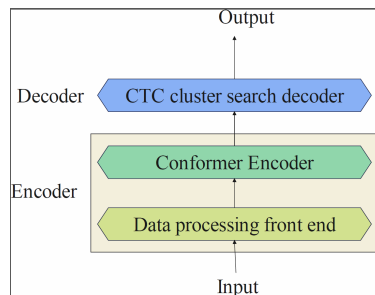 Output
Decoder
CTC cluster search decoder
Conformer Encoder
Encoder
Data processing front end
Input